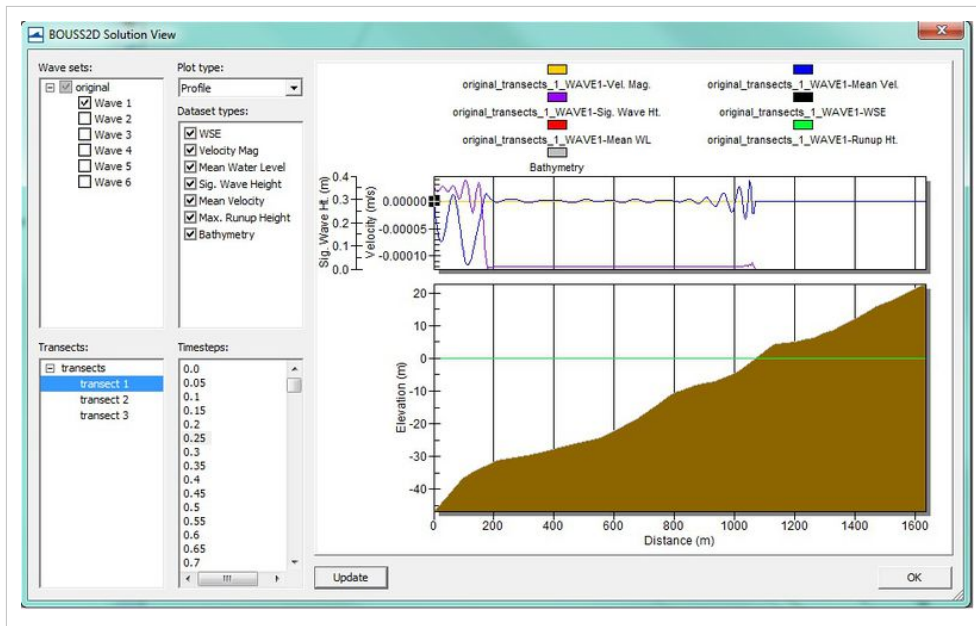 BOUSS2D Solution View
Wave sets:
original
Wave 1
Wave 2
Wave 3
Wave 4
Wave 5
Wave 6
Plot type:
Profile
Dataset types:
WSE
Velocity Mag
Mean Water Level
Sig. Wave Height
Mean Velocity
Max. Runup Height
Bathymetry
Transects:
transects
transect 1
transect 2
transect 3
Timesteps:
0.0
0.05
0.1
0.15
0.2
0.25
0.3
0.35
0.4
0.45
0.5
0.55
0.6
0.65
0.7
original_transects_1_WAVE1-Vel. Mag.
original_transects_1_WAVE1-Mean Vel.
original_transects_1_WAVE1-Sig. Wave Ht.
original_transects_1_WAVE1-WSE
original_transects_1_WAVE1-Mean WL
original_transects_1_WAVE1-Runup Ht.
Bathymetry
Sig. Wave Ht. (m)
0.4
0.3
0.2
0.1
0.0
Velocity (m/s)
0.00000
-0.00005
-0.00010
Elevation (m)
20
10
0
-10
-20
-30
-40
0 200 400 600 800 1000 1200 1400 1600
Distance (m)
Update
OK